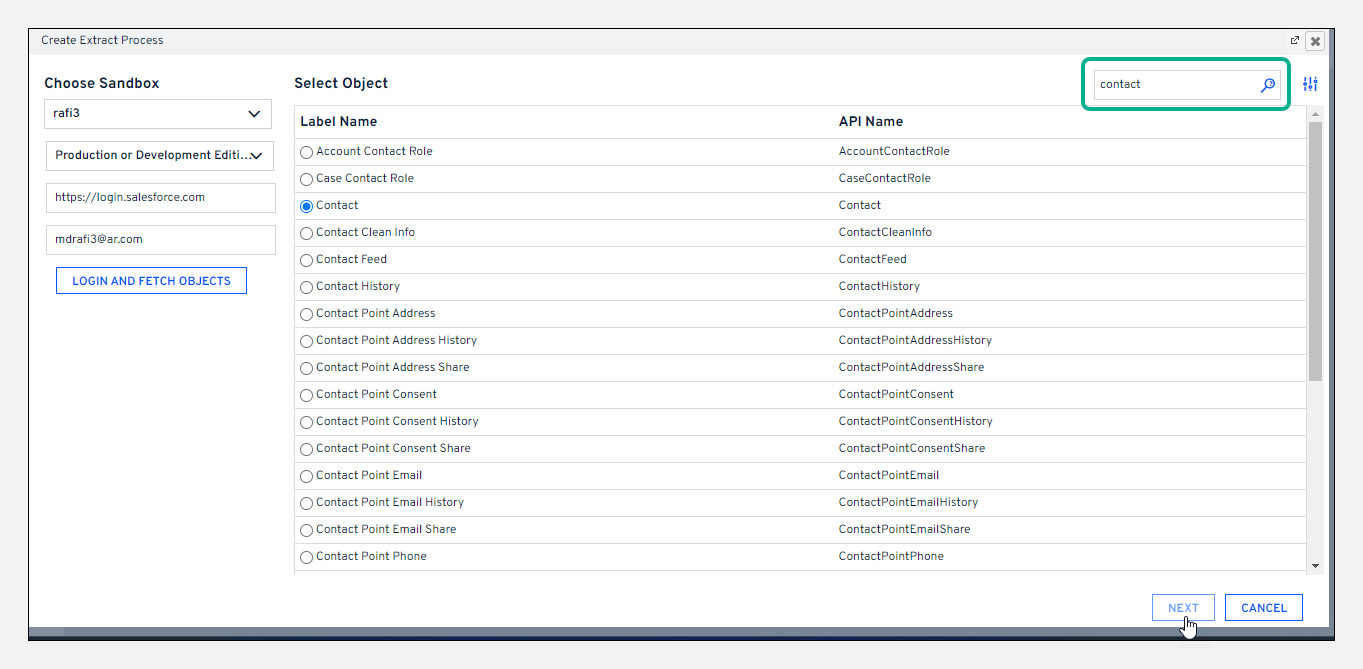 Create Extract Process
Choose Sandbox
rafi3
Production or Development Editi...
https://login.salesforce.com
mdrafi3@ar.com
LOGIN AND FETCH OBJECTS
Select Object
contact
Label Name API Name
Account Contact Role AccountContactRole
Case Contact Role CaseContactRole
Contact Contact
Contact Clean Info ContactCleanInfo
Contact Feed ContactFeed
Contact History ContactHistory
Contact Point Address ContactPointAddress
Contact Point Address History ContactPointAddressHistory
Contact Point Address Share ContactPointAddressShare
Contact Point Consent ContactPointConsent
Contact Point Consent History ContactPointConsentHistory
Contact Point Consent Share ContactPointConsentShare
Contact Point Email ContactPointEmail
Contact Point Email History ContactPointEmailHistory
Contact Point Email Share ContactPointEmailShare
Contact Point Phone ContactPointPhone
NEXT CANCEL